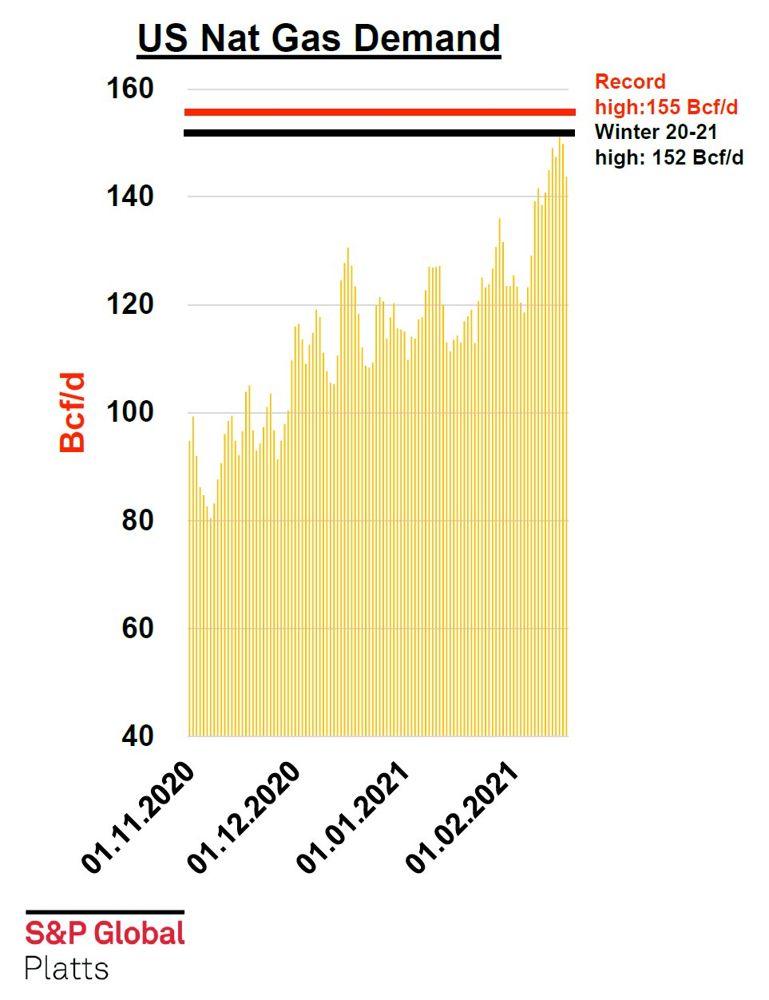 US Nat Gas Demand
160
140
120
100
80
60
40
Bcf/d
Record
high:155 Bcf/d
Winter 20-21
high: 152 Bcf/d
01.11.2020
01.12.2020
01.01.2021
01.02.2021
S&P Global
Platts